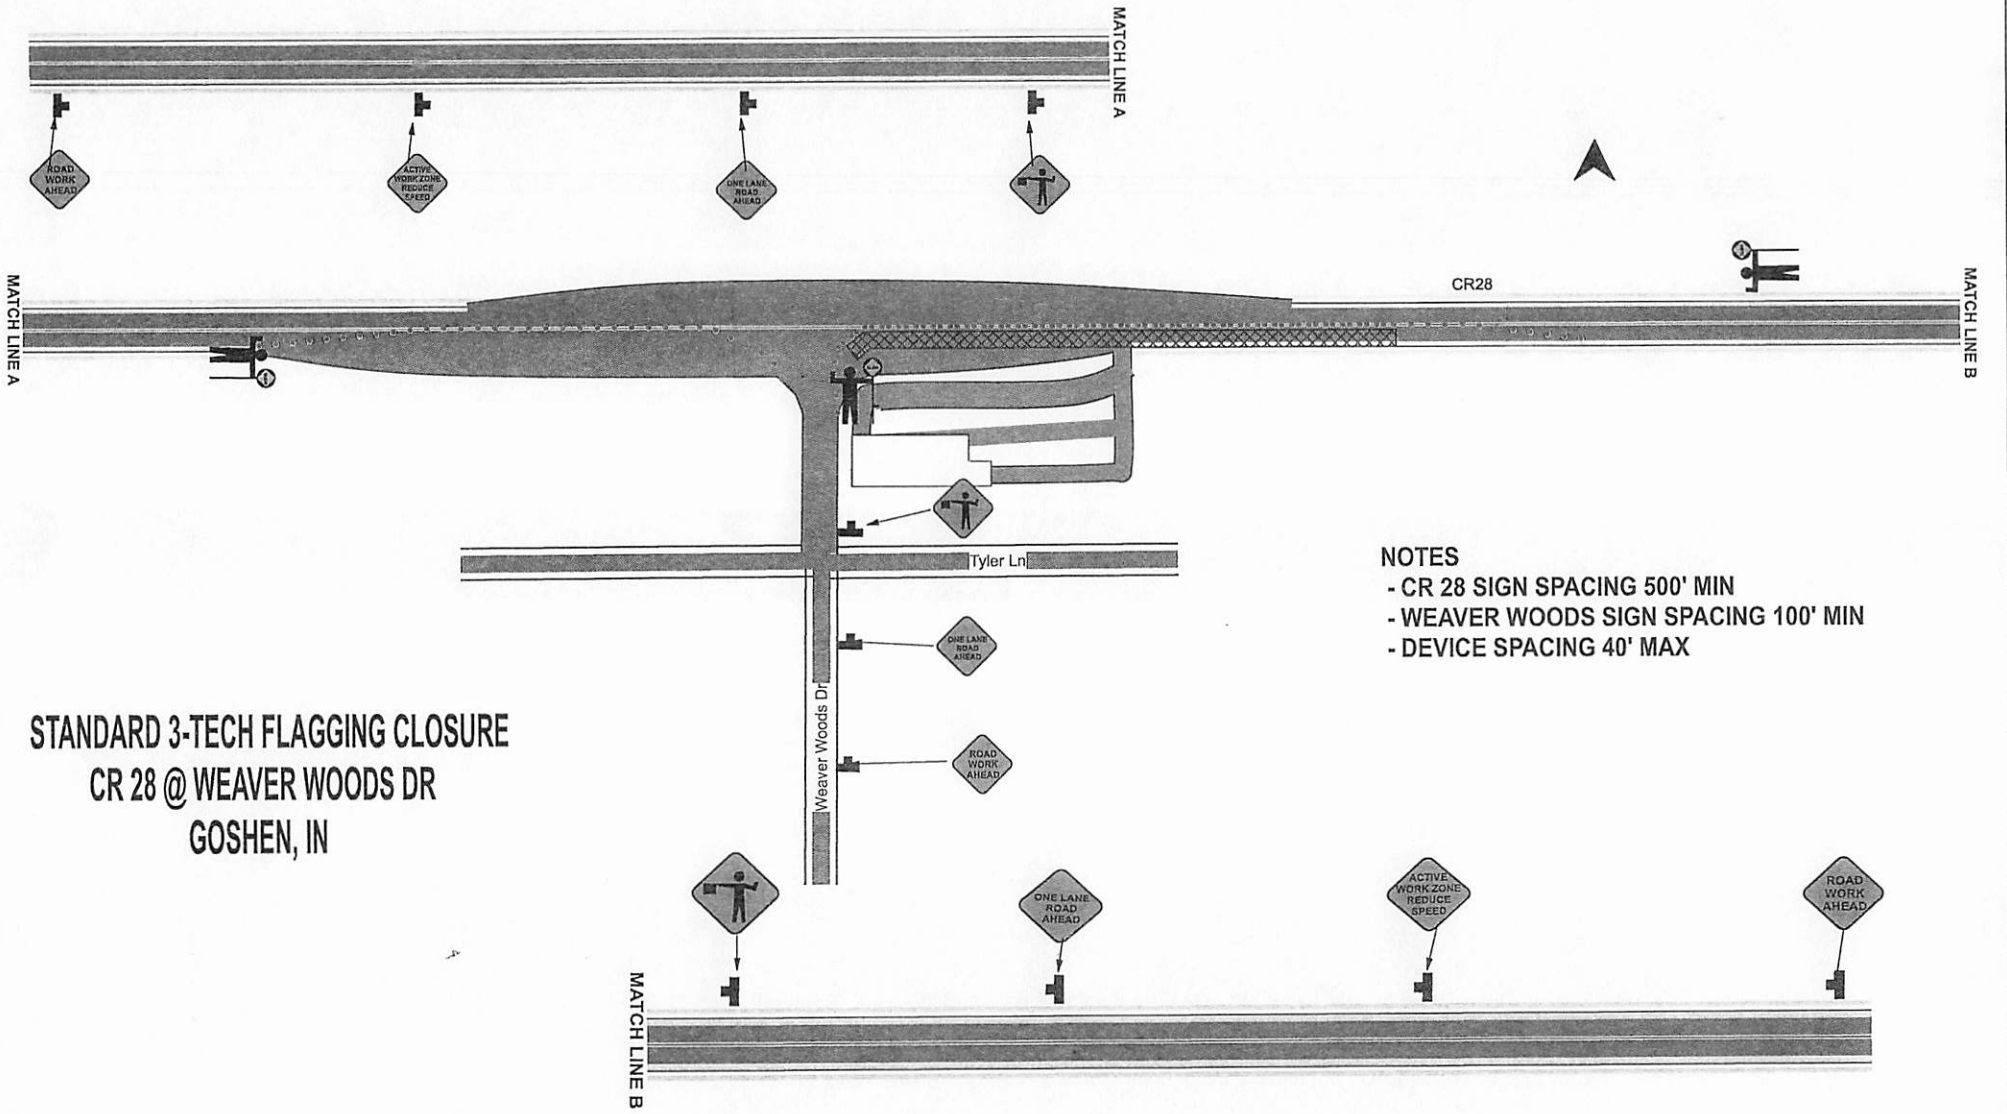 MATCH LINE A
ROAD
WORK
AHEAD
ACTIVE
WORK ZONE
REDUCE
SPEED
ONE LANE
ROAD
AHEAD
MATCH LINE A
CR28
MATCH LINE B
Tyler Ln
ONE LANE
ROAD
AHEAD
Weaver Woods Dr
ROAD
WORK
AHEAD
NOTES
- CR 28 SIGN SPACING 500' MIN
- WEAVER WOODS SIGN SPACING 100' MIN
- DEVICE SPACING 40' MAX
STANDARD 3-TECH FLAGGING CLOSURE
CR 28 @ WEAVER WOODS DR
GOSHEN, IN
ONE LANE
ROAD
AHEAD
ACTIVE
WORK ZONE
REDUCE
SPEED
ROAD
WORK
AHEAD
MATCH LINE B